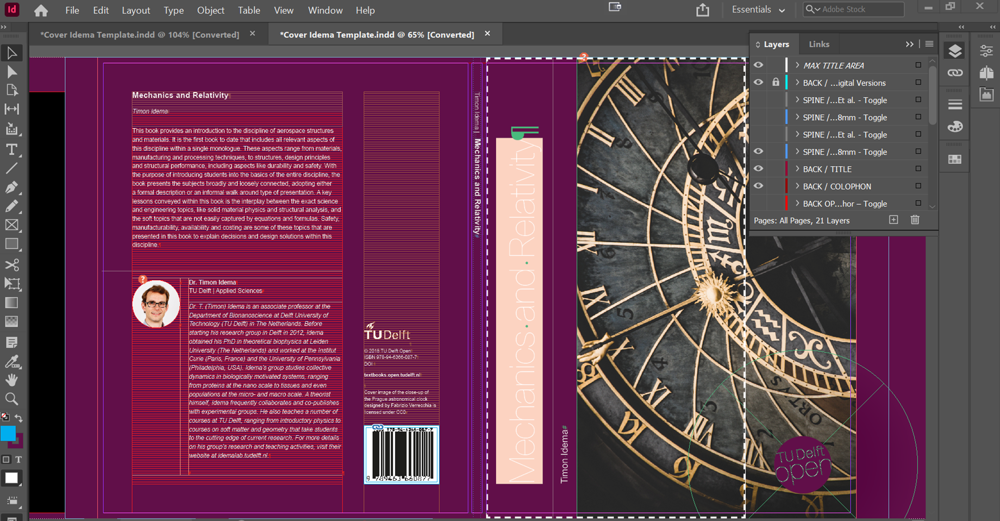 Id
File Edit Layout Type Object Table View Window Help
Essentials
Adobe Stock
*Cover Idema Template.indd @ 104% [Converted]
*Cover Idema Template.indd @ 65% [Converted]
Layers
Links
MAX TITLE AREA
BACK / ...igital Versions
SPINE /...Et al. - Toggle
SPINE /...8mm - Toggle
SPINE /...Et al. - Toggle
SPINE /...8mm - Toggle
BACK / TITLE
BACK / COLOPHON
BACK OP...hor – Toggle
Pages: All Pages, 21 Layers
Mechanics and Relativity
Timon Idema
This book provides an introduction to the discipline of aerospace structures
and materials. It is the first book to date that includes all relevant aspects of
this discipline within a single monologue. These aspects range from materials,
manufacturing and processing techniques, to structures, design principles
and structural performance, including aspects like durability and safety. With
the purpose of introducing students into the basics of the entire discipline, the
book presents the subjects broadly and loosely connected, adopting either
a formal description or an informal walk around type of presentation. A key
lessons conveyed within this book is the interplay between the exact science
and engineering topics, like solid material physics and structural analysis, and
the soft topics that are not easily captured by equations and formulas. Safety,
manufacturability, availability and costing are some of these topics that are
presented in this book to explain decisions and design solutions within this
discipline.
Dr. Timon Idema
TU Delft | Applied Sciences
Dr. T. (Timon) Idema is an associate professor at the
Department of Bionanoscience at Delft University of
Technology (TU Delft) in The Netherlands. Before
starting his research group in Delft in 2012, Idema
obtained his PhD in theoretical biophysics at Leiden
University (The Netherlands) and worked at the Institut
Curie (Paris, France) and the University of Pennsylvania
(Philadelphia, USA). Idema's group studies collective
dynamics in biologically motivated systems, ranging
from proteins at the nano scale to tissues and even
populations at the micro- and macro scale. A theorist
himself, Idema frequently collaborates and co-publishes
with experimental groups. He also teaches a number of
courses at TU Delft, ranging from introductory physics to
courses on soft matter and geometry that take students
to the cutting edge of current research. For more details
on his group's research and teaching activities, visit their
website at idemalab.tudelft.nl.
TU Delft
© 2018 TU Delft Open
ISBN 978-94-6366-087-7
DOI
textbooks.open.tudelft.nl
Cover image of the close-up of
the Prague astronomical clock
designed by Fabrizio Verrecchia is
licensed under CC0
978-94-6366-087-7
9 789463 660877
Timon Idema | Mechanics and Relativity
Mechanics and Relativity
Timon Idema
TU Delft
open